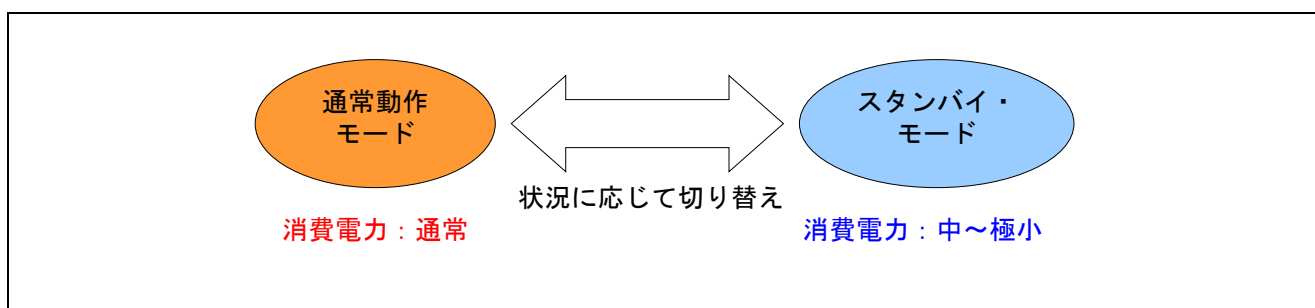 通常動作
モード
スタンバイ・
モード
状況に応じて切り替え
消費電力：通常
消費電力：中～極小